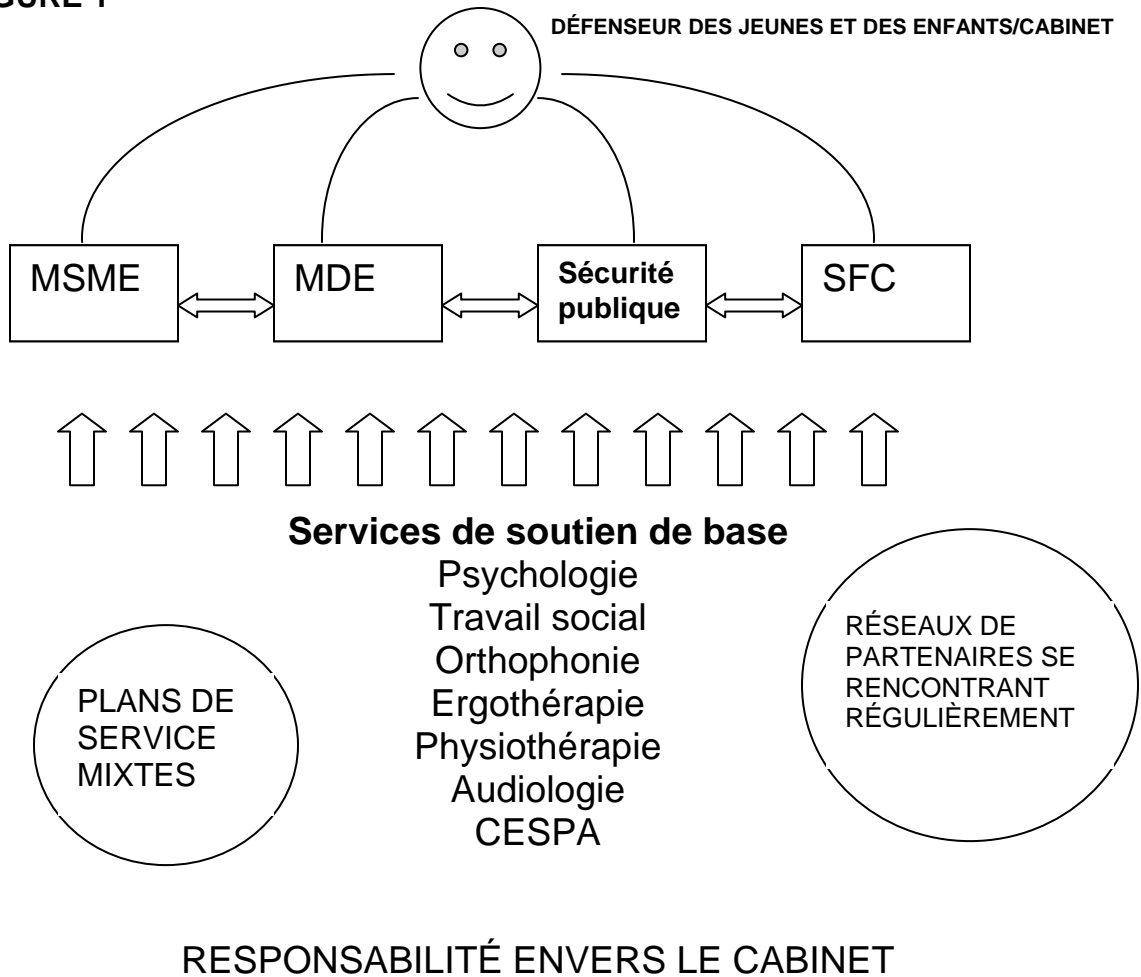 DÉFENSEUR DES JEUNES ET DES ENFANTS/CABINET
MSME
MDE
Sécurité
publique
SFC
Services de soutien de base
Psychologie
Travail social
Orthophonie
Ergothérapie
Physiothérapie
Audiologie
CESPA
PLANS DE
SERVICE
MIXTES
RÉSEAUX DE
PARTENAIRES SE
RENCONTRANT
RÉGULIÈREMENT
RESPONSABILITÉ ENVERS LE CABINET